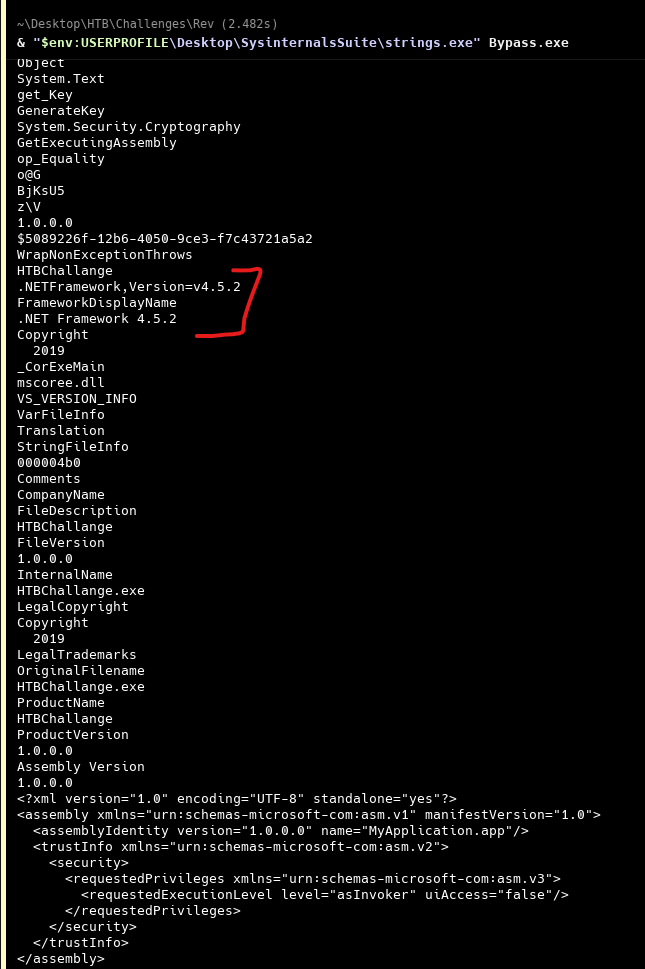 ~\Desktop\HTB\Challenges\Rev (2.482s)
& "$env:USERPROFILE\Desktop\SysinternalsSuite\strings.exe" Bypass.exe
Object
System.Text
get_Key
GenerateKey
System.Security.Cryptography
GetExecutingAssembly
op_Equality
o@G
BjKsU5
z\V
1.0.0.0
$5089226f-12b6-4050-9ce3-f7c43721a5a2
WrapNonExceptionThrows
HTBChallange
.NETFramework,Version=v4.5.2
FrameworkDisplayName
.NET Framework 4.5.2
Copyright
  2019
_CorExeMain
mscoree.dll
VS_VERSION_INFO
VarFileInfo
Translation
StringFileInfo
000004b0
Comments
CompanyName
FileDescription
HTBChallange
FileVersion
1.0.0.0
InternalName
HTBChallange.exe
LegalCopyright
Copyright
  2019
LegalTrademarks
OriginalFilename
HTBChallange.exe
ProductName
HTBChallange
ProductVersion
1.0.0.0
Assembly Version
1.0.0.0
<?xml version="1.0" encoding="UTF-8" standalone="yes"?>
<assembly xmlns="urn:schemas-microsoft-com:asm.v1" manifestVersion="1.0">
  <assemblyIdentity version="1.0.0.0" name="MyApplication.app"/>
  <trustInfo xmlns="urn:schemas-microsoft-com:asm.v2">
    <security>
      <requestedPrivileges xmlns="urn:schemas-microsoft-com:asm.v3">
        <requestedExecutionLevel level="asInvoker" uiAccess="false"/>
      </requestedPrivileges>
    </security>
  </trustInfo>
</assembly>